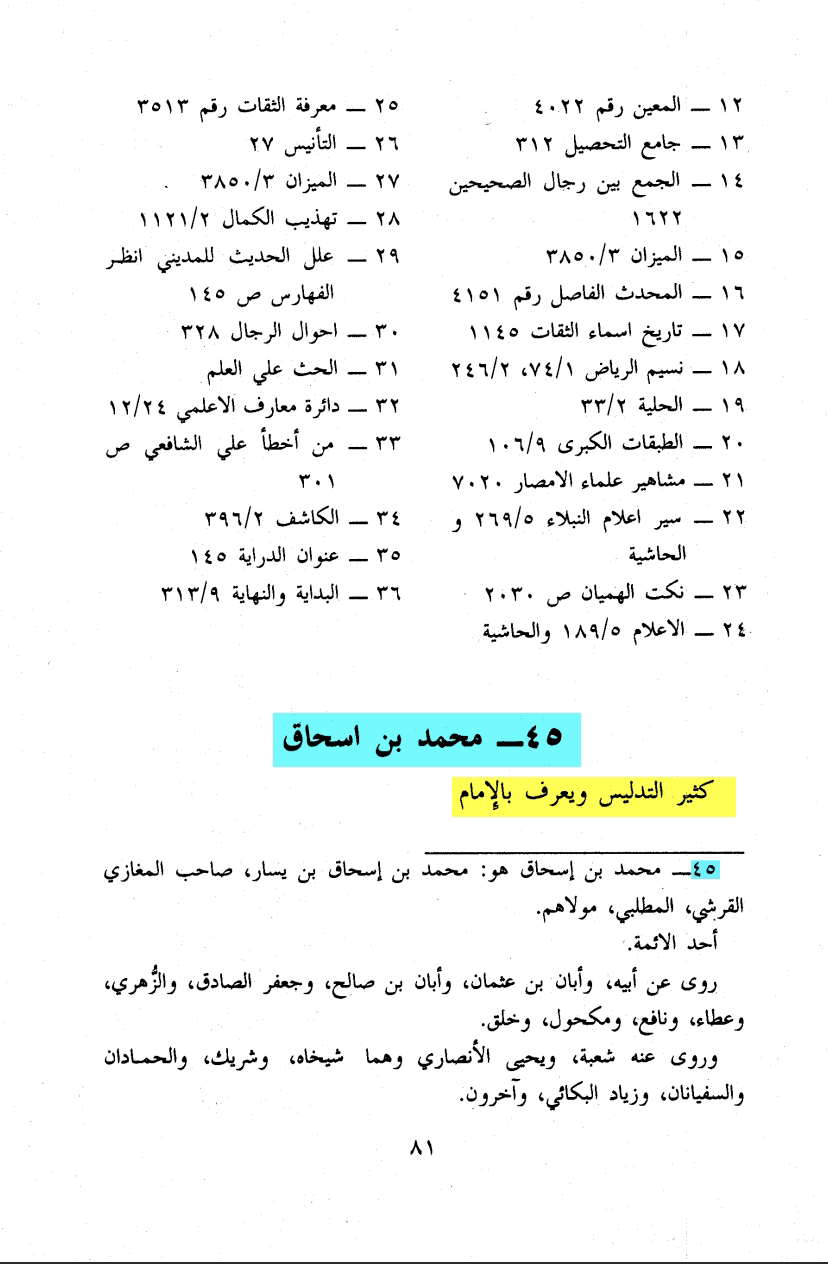 ١٢ ــ المعين رقم ٤٠٢٢
١٣ ــ جامع التحصيل ٣١٢
١٤ ــ الجمع بين رجال الصحيحين
١٦٢٢
١٥ ــ الميزان ٣/٣٨٥٠
١٦ ــ المحدث الفاصل رقم ٤١٥١
١٧ ــ تاريخ اسماء الثقات ١١٤٥
١٨ ــ نسيم الرياض ٧٤/١، ٢٤٦/٢
١٩ ــ الحلية ٣٣/٢
٢٠ ــ الطبقات الكبرى ١٠٦/٩
٢١ ــ مشاهير علماء الامصار ٧٠٢٠
٢٢ ــ سير اعلام النبلاء ٢٦٩/٥ و
الحاشية
٢٣ ــ نكت الهميان ص ٢٠٣٠
٢٤ ــ الاعلام ١٨٩/٥ والحاشية
٢٥ ــ معرفة الثقات رقم ٣٥١٣
٢٦ ــ التأنيس ٢٧
٢٧ ــ الميزان ٣/٣٨٥٠
٢٨ ــ تهذيب الكمال ١١٢١/٢
٢٩ ــ علل الحديث للمديني انظر
الفهارس ص ١٤٥
٣٠ ــ احوال الرجال ٣٢٨
٣١ ــ الحث علي العلم
٣٢ ــ دائرة معارف الاعلمي ١٢/٢٤
٣٣ ــ من أخطأ علي الشافعي ص
٣٠١
٣٤ ــ الكاشف ٣٩٦/٢
٣٥ ــ عنوان الدراية ١٤٥
٣٦ ــ البداية والنهاية ٣١٣/٩
٤٥ــ محمد بن اسحاق
كثير التدليس ويعرف بالإمام
٤٥ــ محمد بن إسحاق هو: محمد بن إسحاق بن يسار، صاحب المغازي
القرشي، المطلبي، مولاهم.
أحد الائمة.
روى عن أبيه، وأبان بن عثمان، وأبان بن صالح، وجعفر الصادق، والزُّهري،
وعطاء، ونافع، ومكحول، وخلق.
وروى عنه شعبة، ويحيى الأنصاري وهما شيخاه، وشريك، والحمادان
والسفيانان، وزياد البكائي، وآخرون.
٨١